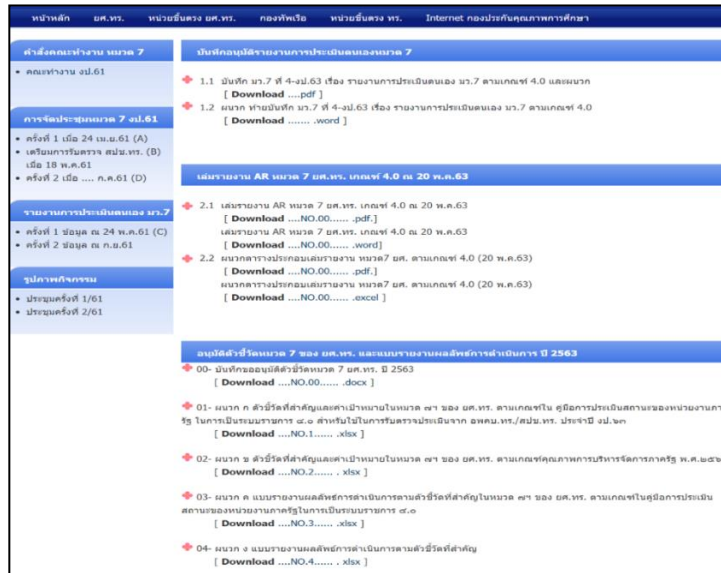 หน้าหลัก ยศ.ทร. หน่วยขึ้นตรง ยศ.ทร. กองทัพเรือ หน่วยขึ้นตรง ทร. Internet กองประกันคุณภาพการศึกษา
คำสั่งคณะทำงาน หมวด 7
คณะทำงาน งป.61
การจัดประชุมหมวด 7 งป.61
ครั้งที่ 1 เมื่อ 24 เม.ย.61 (A)
เตรียมการรับตรวจ สปช.ทร. (B)
เมื่อ 18 พ.ค.61
ครั้งที่ 2 เมื่อ .... ก.ค.61 (D)
รายงานการประเมินตนเอง มว.7
ครั้งที่ 1 ข้อมูล ณ 24 พ.ค.61 (C)
ครั้งที่ 2 ข้อมูล ณ ก.ย.61
รูปภาพกิจกรรม
ประชุมครั้งที่ 1/61
ประชุมครั้งที่ 2/61
บันทึกอนุมัติรายงานการประเมินตนเองหมวด 7
1.1 บันทึก มว.7 ที่ 4-งป.63 เรื่อง รายงานการประเมินตนเอง มว.7 ตามเกณฑ์ 4.0 และผนวก
[ Download ....pdf ]
1.2 ผนวก ท้ายบันทึก มว.7 ที่ 4-งป.63 เรื่อง รายงานการประเมินตนเอง มว.7 ตามเกณฑ์ 4.0
[ Download ....... .word ]
เล่มรายงาน AR หมวด 7 ยศ.ทร. เกณฑ์ 4.0 ณ 20 พ.ค.63
2.1 เล่มรายงาน AR หมวด 7 ยศ.ทร. เกณฑ์ 4.0 ณ 20 พ.ค.63
[ Download ....NO.00...... .pdf.]
เล่มรายงาน AR หมวด 7 ยศ.ทร. เกณฑ์ 4.0 ณ 20 พ.ค.63
[ Download ....NO.00...... .word]
2.2 ผนวกตารางประกอบเล่มรายงาน หมวด7 ยศ. ตามเกณฑ์ 4.0 (20 พ.ค.63)
[ Download ....NO.00...... .pdf.]
ผนวกตารางประกอบเล่มรายงาน หมวด7 ยศ. ตามเกณฑ์ 4.0 (20 พ.ค.63)
[ Download ....NO.00...... .excel ]
อนุมัติตัวชี้วัดหมวด 7 ของ ยศ.ทร. และแบบรายงานผลลัพธ์การดำเนินการ ปี 2563
00- บันทึกขออนุมัติตัวชี้วัดหมวด 7 ยศ.ทร. ปี 2563
[ Download ....NO.00...... .docx ]
01- ผนวก ก ตัวชี้วัดที่สำคัญและค่าเป้าหมายในหมวด ๗ฯ ของ ยศ.ทร. ตามเกณฑ์ใน คู่มือการประเมินสถานะของหน่วยงานภา
รัฐ ในการเป็นระบบราชการ ๔.๐ สำหรับใช้ในการรับตรวจประเมินจาก อพคบ.ทร./สปช.ทร. ประจำปี งป.๖๓
[ Download ....NO.1...... .xlsx ]
02- ผนวก ข ตัวชี้วัดที่สำคัญและค่าเป้าหมายในหมวด ๗ฯ ของ ยศ.ทร. ตามเกณฑ์คุณภาพการบริหารจัดการภาครัฐ พ.ศ.๒๕๖
[ Download ....NO.2...... . xlsx ]
03- ผนวก ค แบบรายงานผลลัพธ์การดำเนินการตามตัวชี้วัดที่สำคัญในหมวด ๗ฯ ของ ยศ.ทร. ตามเกณฑ์ในคู่มือการประเมิน
สถานะของหน่วยงานภาครัฐในการเป็นระบบราชการ ๔.๐
[ Download ....NO.3...... .xlsx ]
04- ผนวก ง แบบรายงานผลลัพธ์การดำเนินการตามตัวชี้วัดที่สำคัญ
[ Download ....NO.4...... . xlsx ]